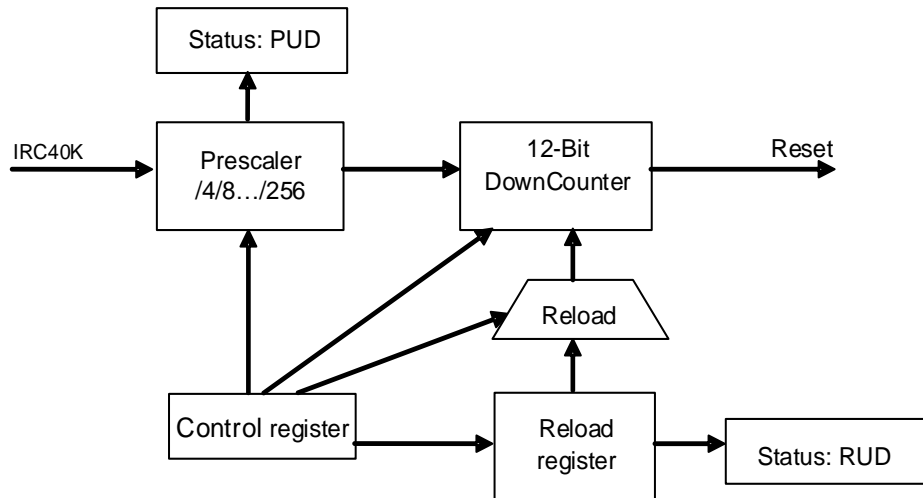 Status: PUD
IRC40K
Prescaler
/4/8…/256
12-Bit
DownCounter
Reset
Reload
Control register
Reload
register
Status: RUD